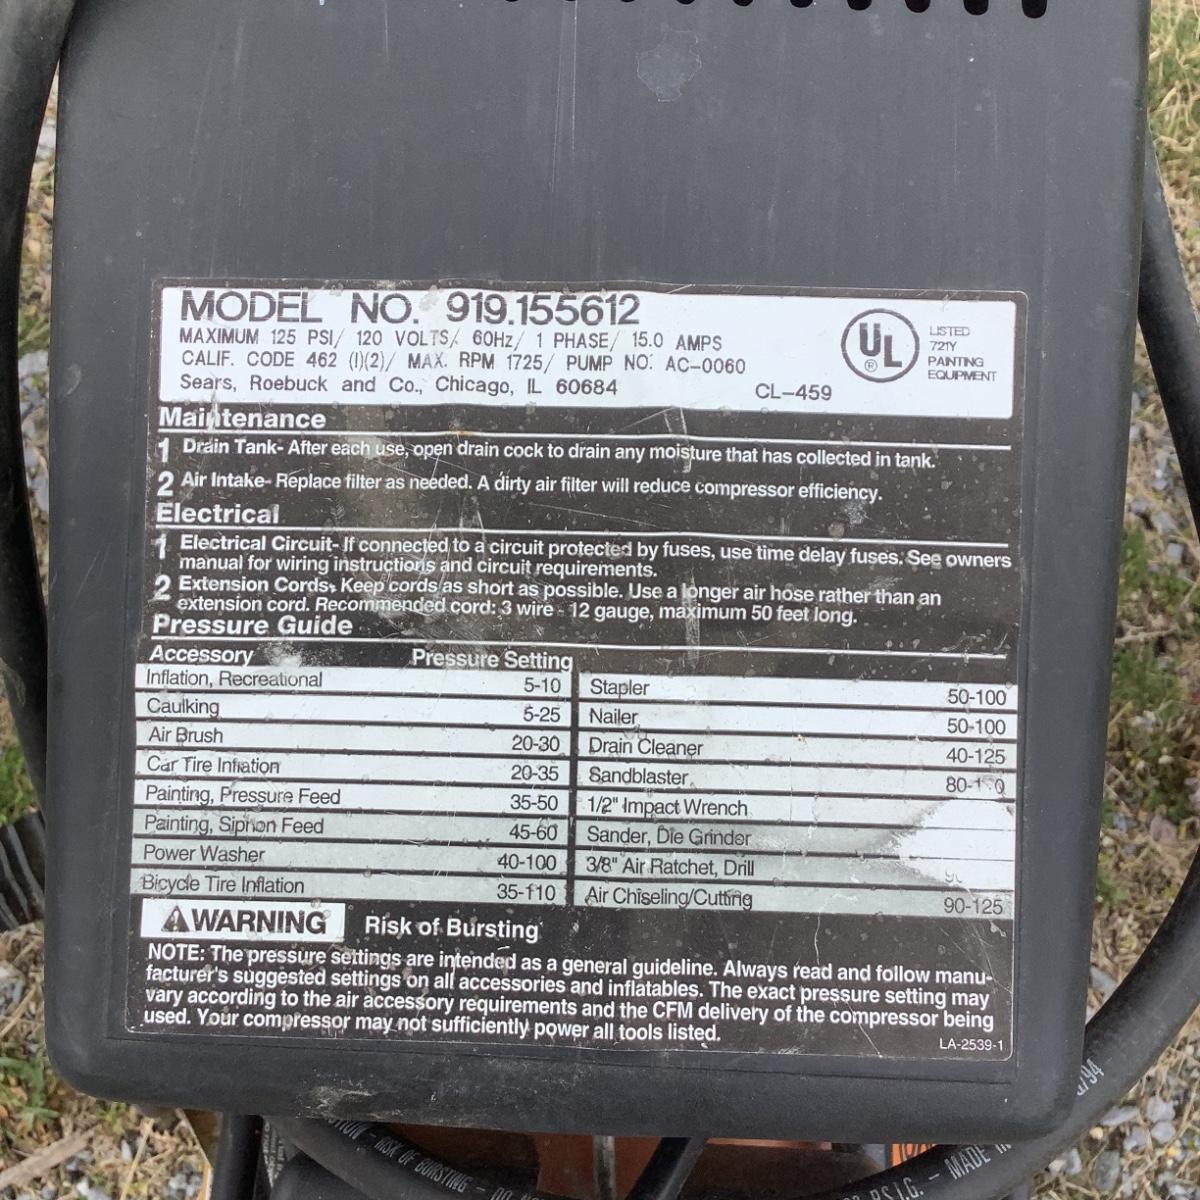 MODEL NO. 919.155612
MAXIMUM 125 PSI/ 120 VOLTS/ 60Hz/ 1 PHASE/ 15.0 AMPS
CALIF. CODE 462 (l)(2)/ MAX. RPM 1725/ PUMP NO. AC-0060
Sears, Roebuck and Co., Chicago, IL 60684 CL-459
UL ®
LISTED
721Y
PAINTING
EQUIPMENT
Maintenance
1 Drain Tank- After each use, open drain cock to drain any moisture that has collected in tank.
2 Air Intake- Replace filter as needed. A dirty air filter will reduce compressor efficiency.
Electrical
1 Electrical Circuit- If connected to a circuit protected by fuses, use time delay fuses. See owners
manual for wiring instructions and circuit requirements.
2 Extension Cords- Keep cords as short as possible. Use a longer air hose rather than an
extension cord. Recommended cord: 3 wire - 12 gauge, maximum 50 feet long.
Pressure Guide
Accessory Pressure Setting
Inflation, Recreational 5-10
Caulking 5-25
Air Brush 20-30
Car Tire Inflation 20-35
Painting, Pressure Feed 35-50
Painting, Siphon Feed 45-60
Power Washer 40-100
Bicycle Tire Inflation 35-110
Stapler 50-100
Nailer 50-100
Drain Cleaner 40-125
Sandblaster
1/2" Impact Wrench
Sander, Die Grinder
3/8" Air Ratchet, Drill
Air Chiseling/Cutting 90-125
WARNING Risk of Bursting
NOTE: The pressure settings are intended as a general guideline. Always read and follow manu-
facturer's suggested settings on all accessories and inflatables. The exact pressure setting may
vary according to the air accessory requirements and the CFM delivery of the compressor being
used. Your compressor may not sufficiently power all tools listed.
LA-2539-1
- RISK OF BURSTING - DO
P.S.I.G. - MADE IN